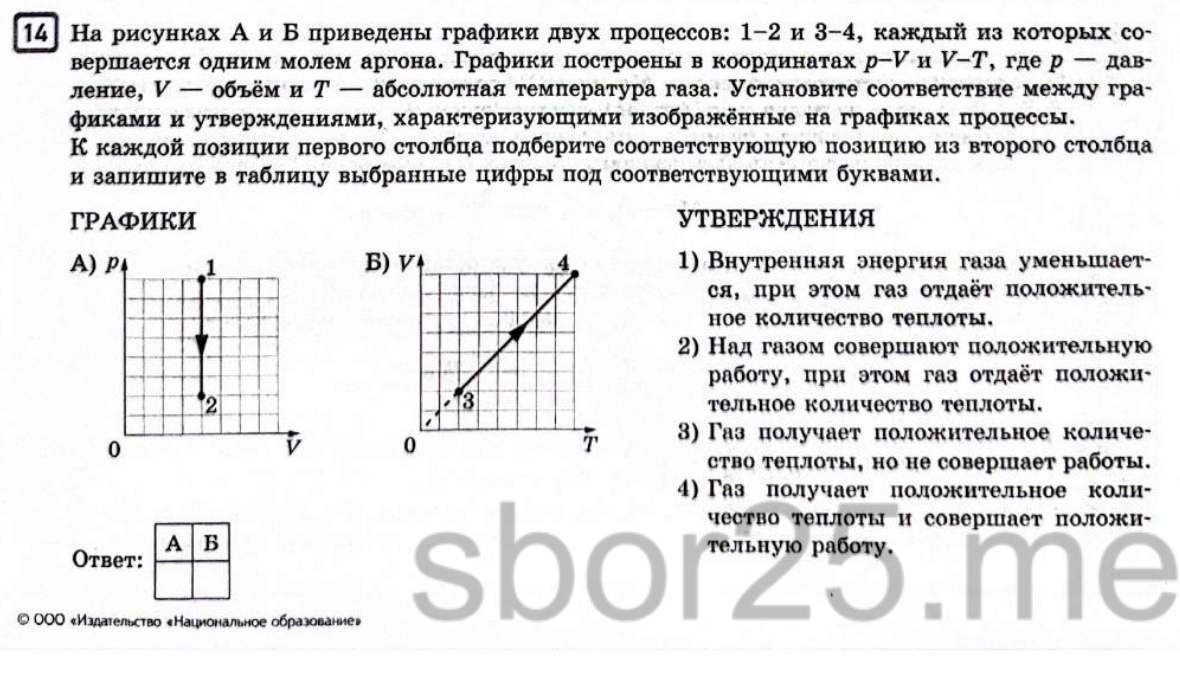 14 На рисунках А и Б приведены графики двух процессов: 1–2 и 3–4, каждый из которых со-
вершается одним молем аргона. Графики построены в координатах p–V и V–T, где p — дав-
ление, V — объём и T — абсолютная температура газа. Установите соответствие между гра-
фиками и утверждениями, характеризующими изображённые на графиках процессы.
К каждой позиции первого столбца подберите соответствующую позицию из второго столбца
и запишите в таблицу выбранные цифры под соответствующими буквами.
ГРАФИКИ
А) p 1
2
0 V
Б) V 4
3
0 T
УТВЕРЖДЕНИЯ
1) Внутренняя энергия газа уменьшает-
ся, при этом газ отдаёт положитель-
ное количество теплоты.
2) Над газом совершают положительную
работу, при этом газ отдаёт положи-
тельное количество теплоты.
3) Газ получает положительное количе-
ство теплоты, но не совершает работы.
4) Газ получает положительное коли-
чество теплоты и совершает положи-
тельную работу.
Ответ: А Б
sbor25.me
© ООО «Издательство «Национальное образование»